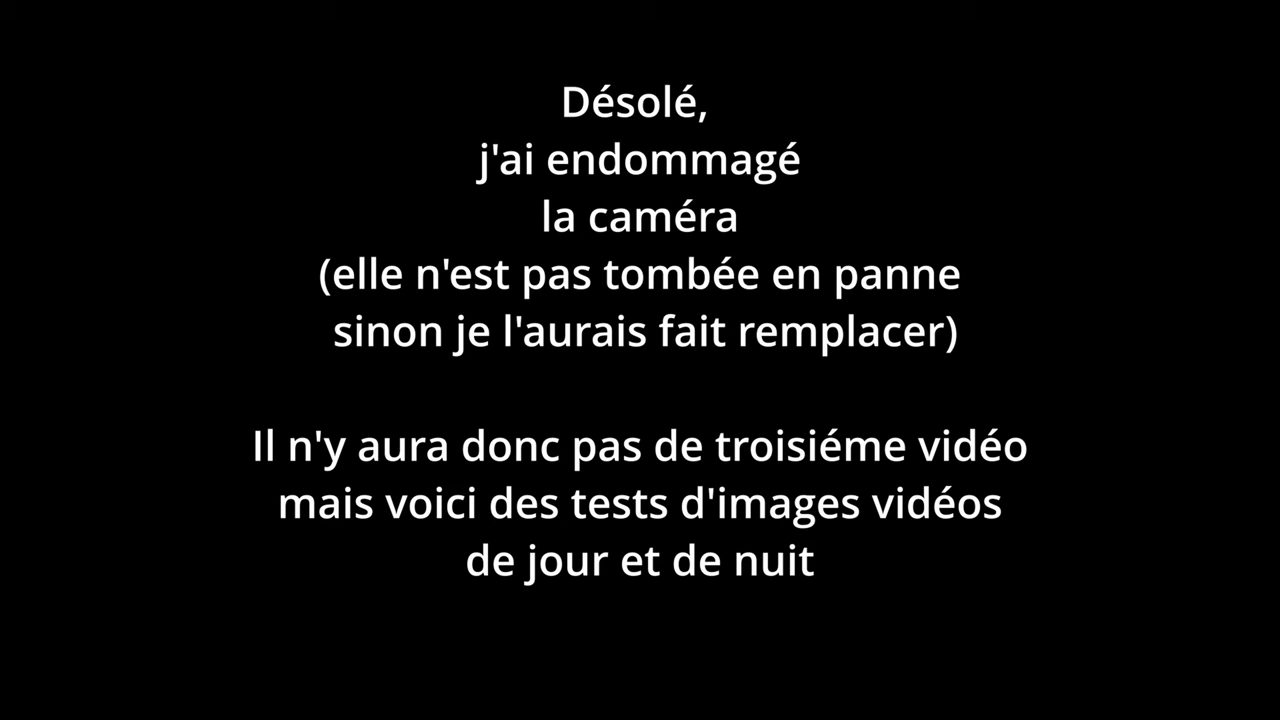 Désolé,
j'ai endommagé
la caméra
(elle n'est pas tombée en panne
sinon je l'aurais fait remplacer)
Il n'y aura donc pas de troisiéme vidéo
mais voici des tests d'images vidéos
de jour et de nuit